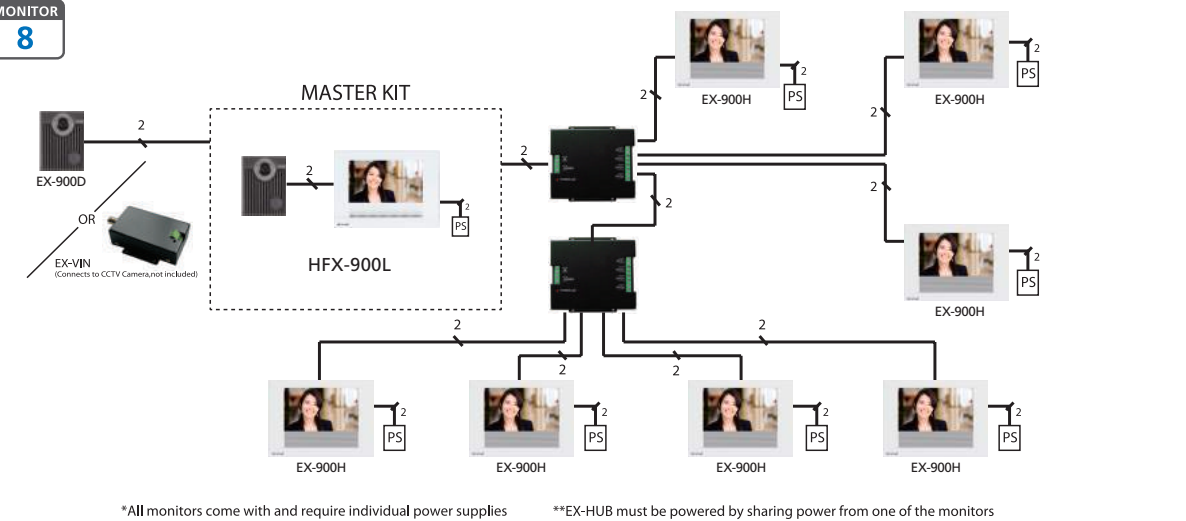 MONITOR
8
MASTER KIT
2
EX-900D
OR
EX-VIN
(Connects to CCTV Camera,not included)
2
2
PS
HFX-900L
2
2
2
PS
EX-900H
2
2
PS
EX-900H
2
2
PS
EX-900H
2
2
2
PS
EX-900H
2
2
PS
EX-900H
2
2
PS
EX-900H
2
2
PS
EX-900H
*All monitors come with and require individual power supplies
**EX-HUB must be powered by sharing power from one of the monitors